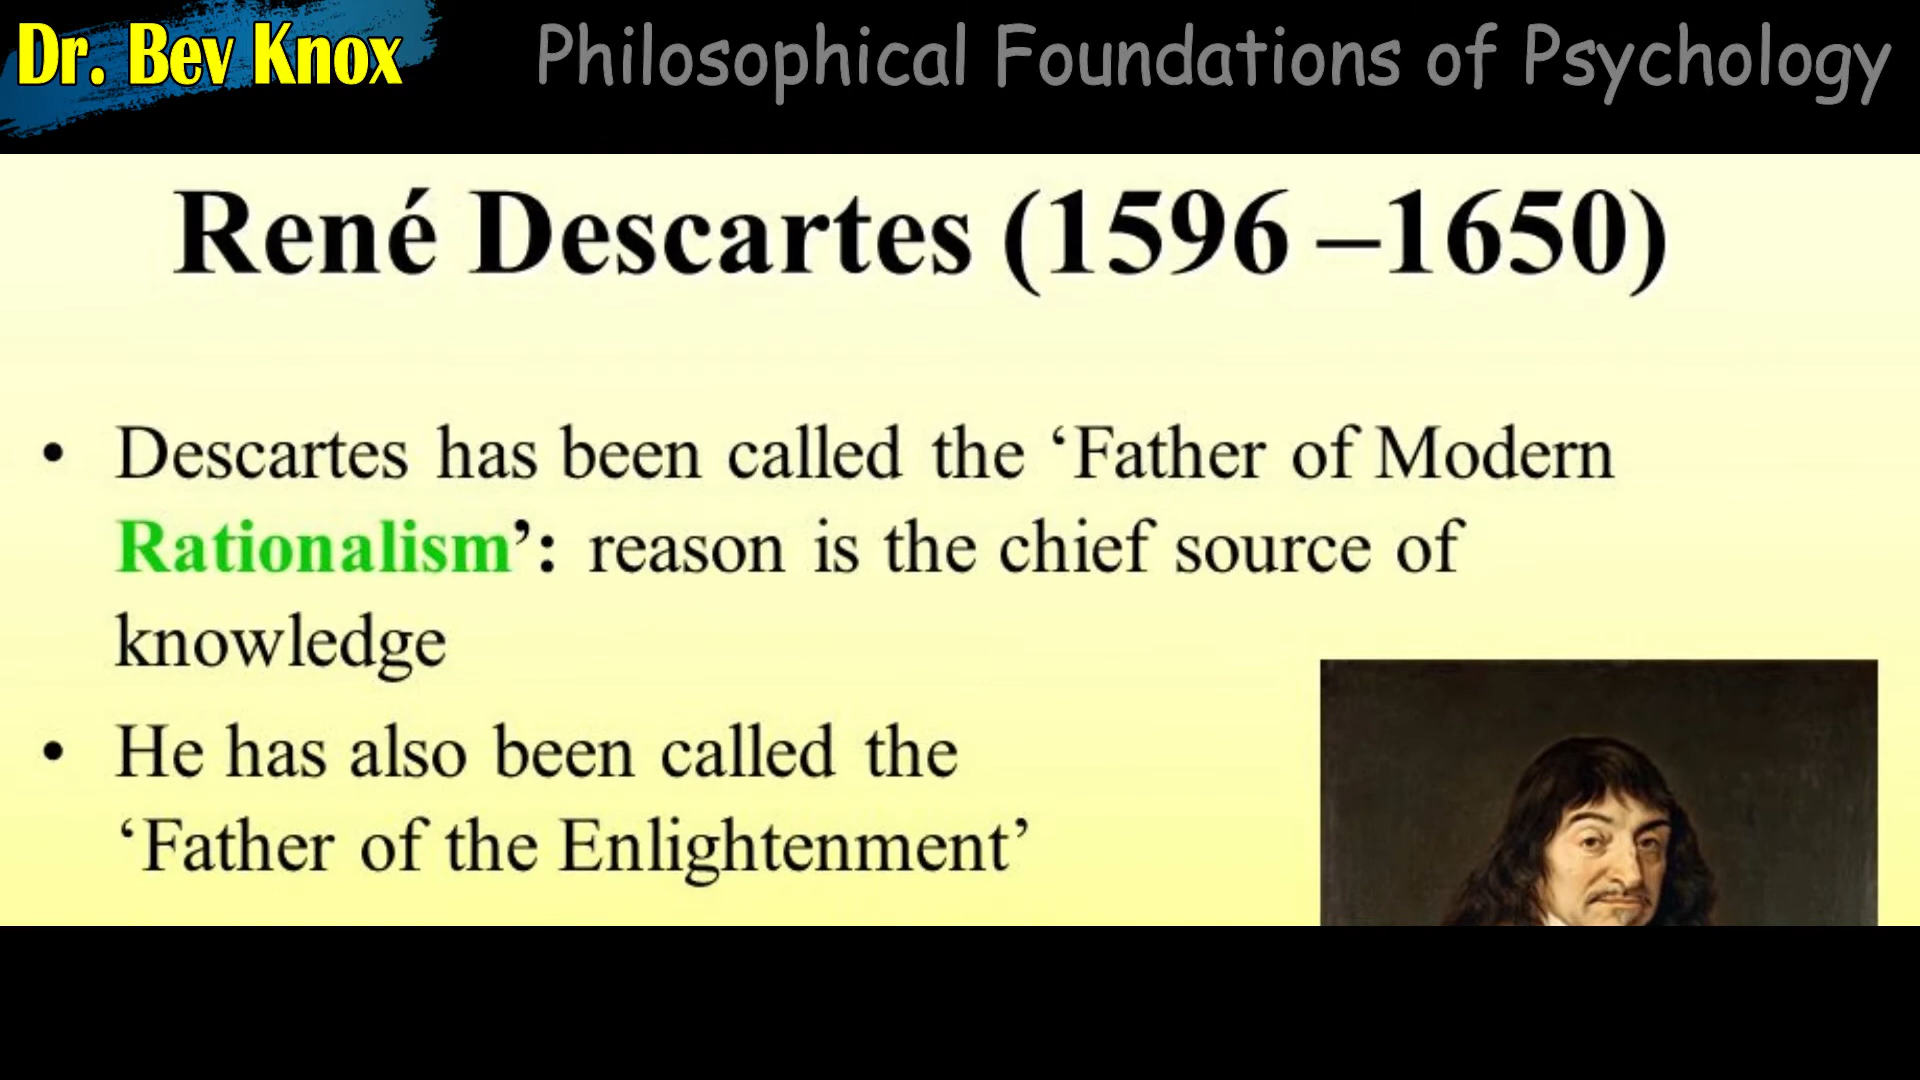 Dr. Bev Knox
Philosophical Foundations of Psychology
René Descartes (1596 –1650)
• Descartes has been called the ‘Father of Modern
Rationalism’: reason is the chief source of
knowledge
• He has also been called the
‘Father of the Enlightenment’